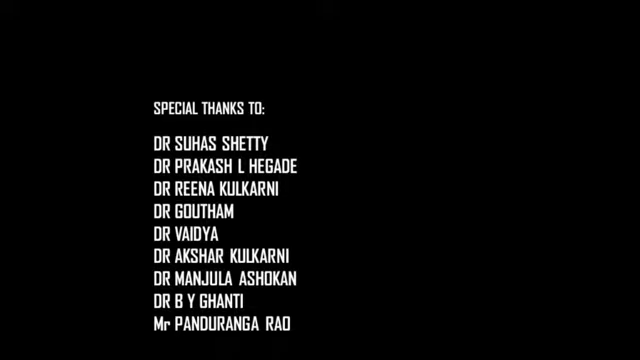 SPECIAL THANKS TO:
DR SUHAS SHETTY
DR PRAKASH L HEGADE
DR REENA KULKARNI
DR GOUTHAM
DR VAIDYA
DR AKSHAR KULKARNI
DR MANJULA ASHOKAN
DR B Y GHANTI
Mr PANDURANGA RAO